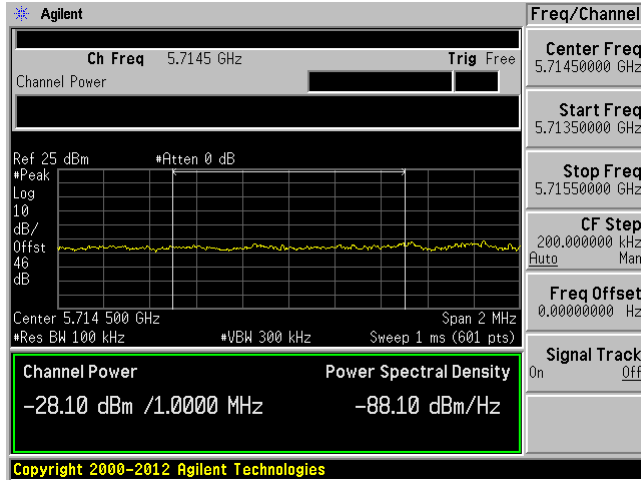 Agilent
Freq/Channel
Ch Freq 5.7145 GHz Trig Free
Channel Power
Center Freq
5.71450000 GHz
Start Freq
5.71350000 GHz
Stop Freq
5.71550000 GHz
CF Step
200.000000 kHz
Auto Man
Freq Offset
0.00000000 Hz
Signal Track
On Off
Ref 25 dBm #Atten 0 dB
#Peak
Log
10
dB/
Offst
46
dB
Center 5.714 500 GHz Span 2 MHz
#Res BW 100 kHz #VBW 300 kHz Sweep 1 ms (601 pts)
Channel Power Power Spectral Density
-28.10 dBm /1.0000 MHz -88.10 dBm/Hz
Copyright 2000-2012 Agilent Technologies